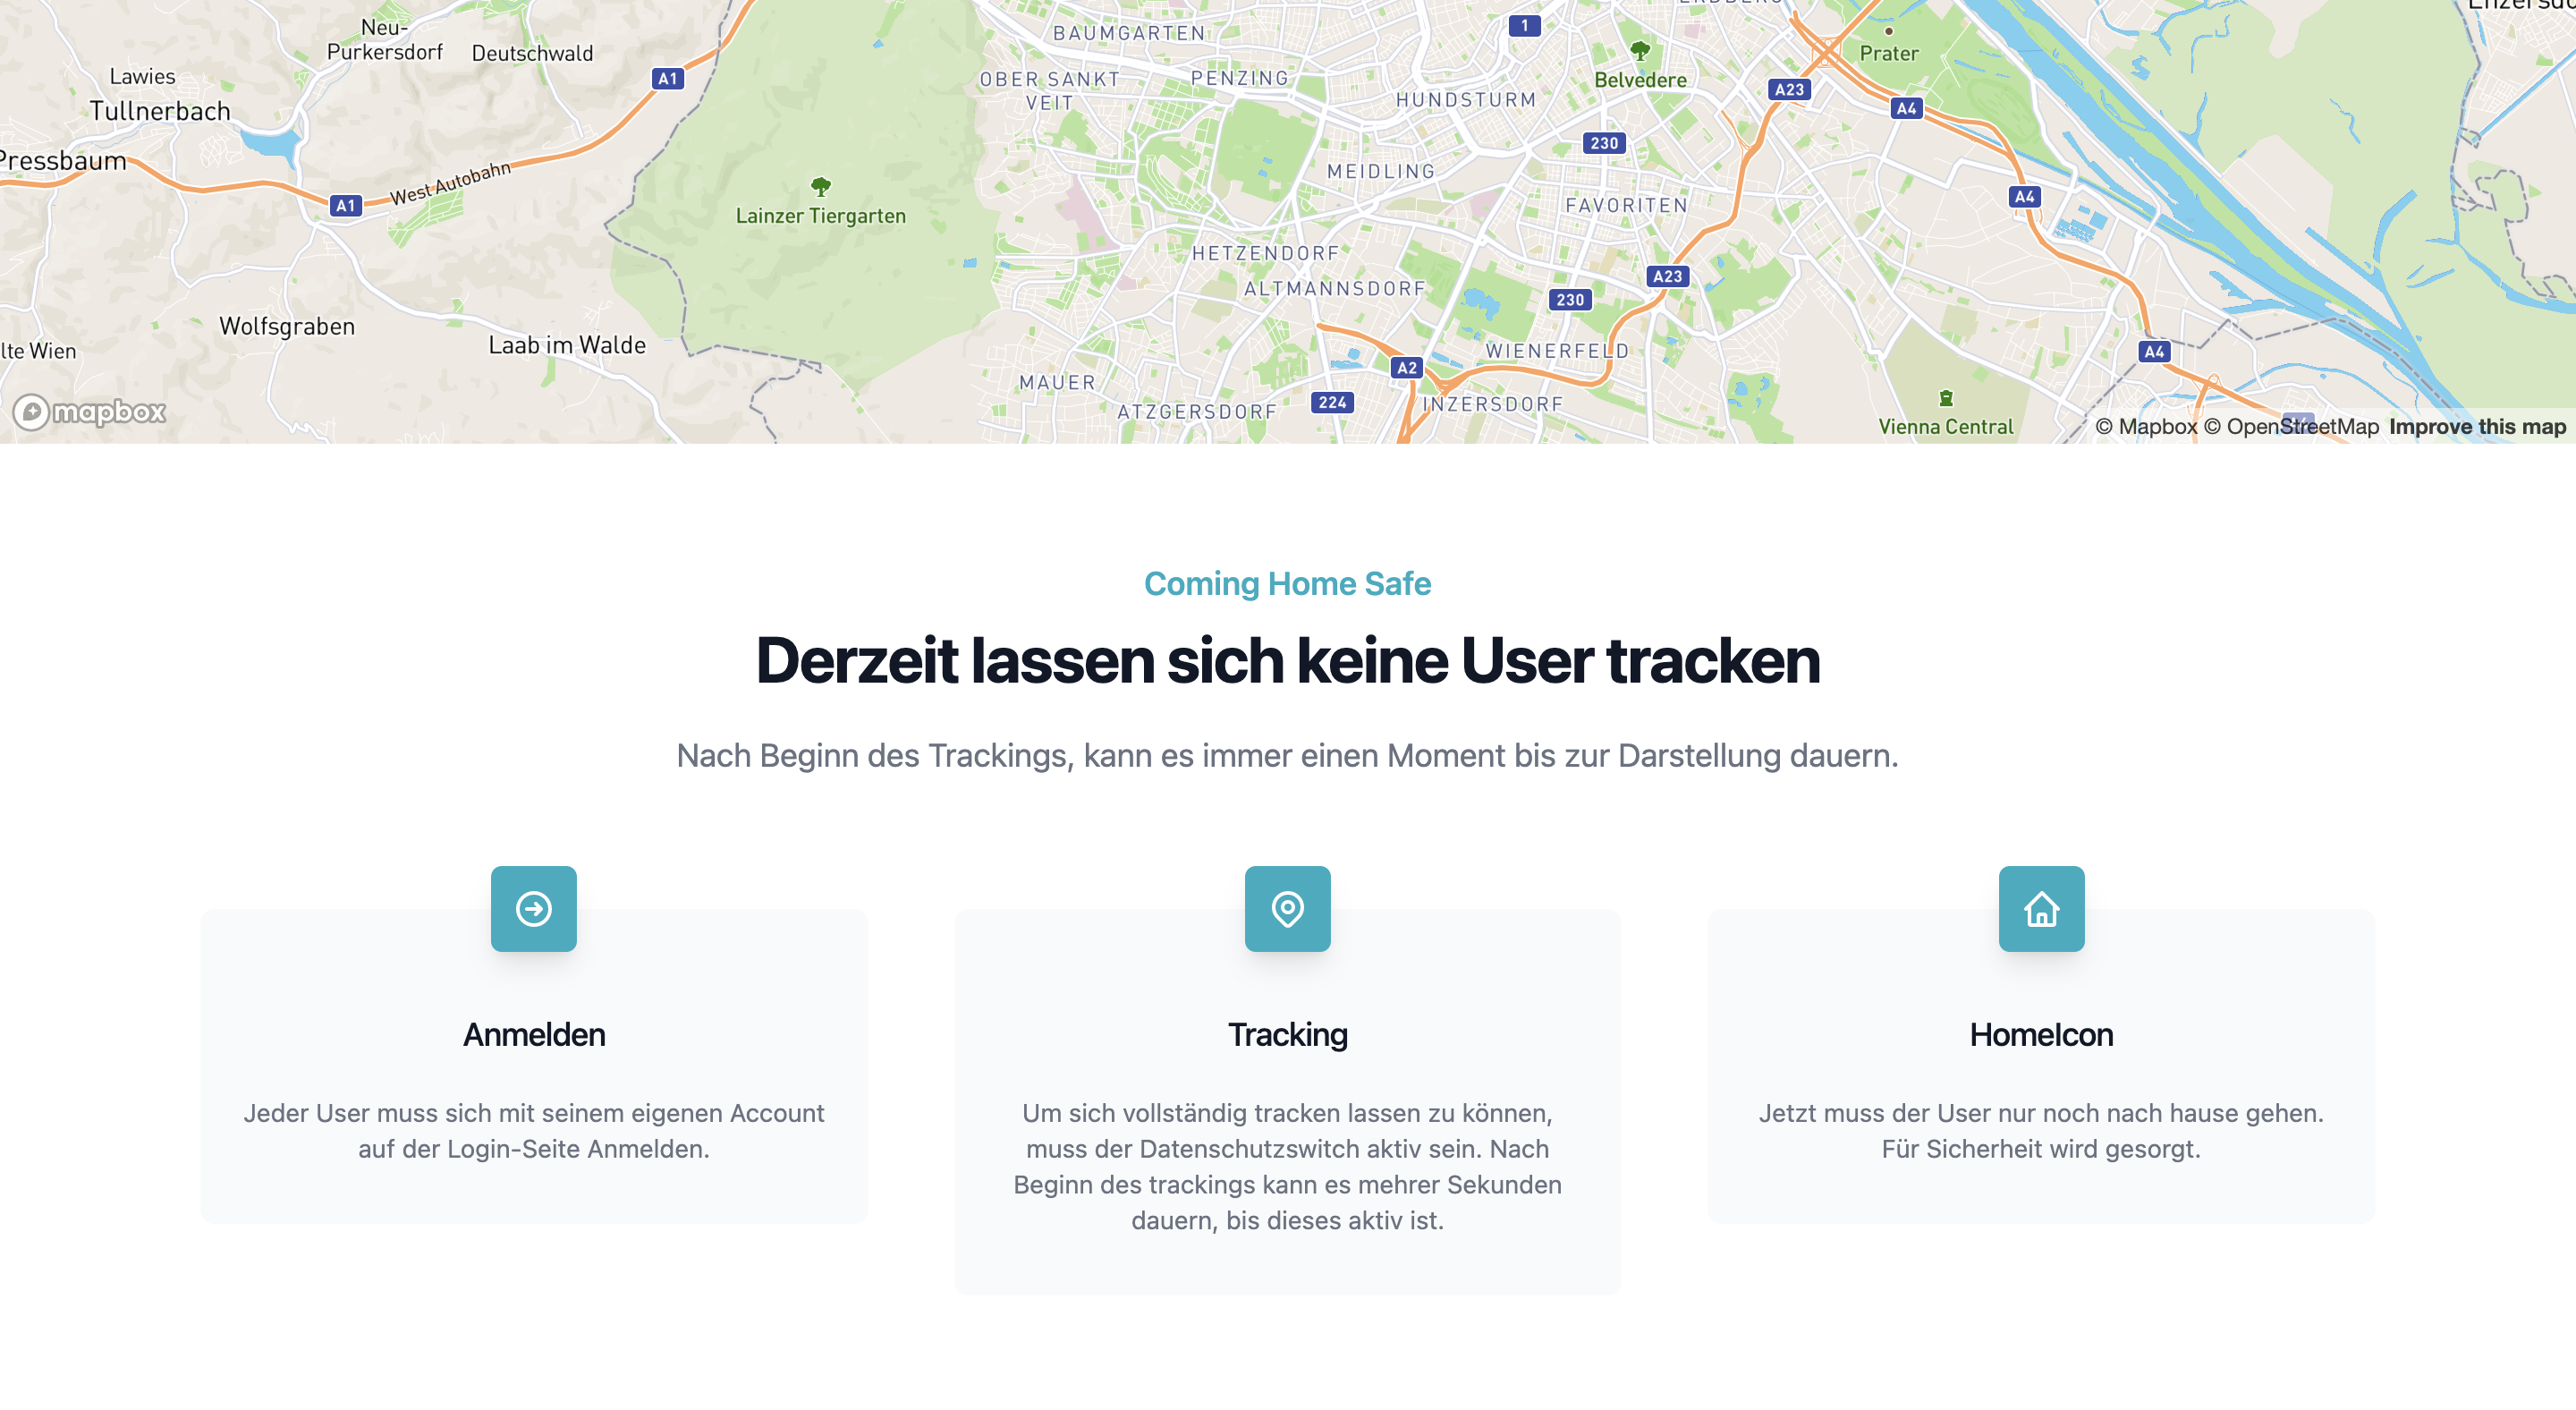 ERDBERG
Neu-
Purkersdorf
Deutschwald
BAUMGARTEN
1
Prater
Lawies
A1
OBER SANKT
VEIT
PENZING
Belvedere
A23
HUNDSTURM
A4
Tullnerbach
230
Pressbaum
West Autobahn
MEIDLING
A1
Lainzer Tiergarten
FAVORITEN
A4
HETZENDORF
A23
ALTMANNSDORF
230
Wolfsgraben
Laab im Walde
lte Wien
WIENERFELD
A4
A2
MAUER
ATZGERSDORF
224
INZERSDORF
mapbox
Vienna Central
© Mapbox © OpenStreetMap Improve this map
Coming Home Safe
Derzeit lassen sich keine User tracken
Nach Beginn des Trackings, kann es immer einen Moment bis zur Darstellung dauern.
Anmelden
Jeder User muss sich mit seinem eigenen Account
auf der Login-Seite Anmelden.
Tracking
Um sich vollständig tracken lassen zu können,
muss der Datenschutzswitch aktiv sein. Nach
Beginn des trackings kann es mehrer Sekunden
dauern, bis dieses aktiv ist.
HomeIcon
Jetzt muss der User nur noch nach hause gehen.
Für Sicherheit wird gesorgt.